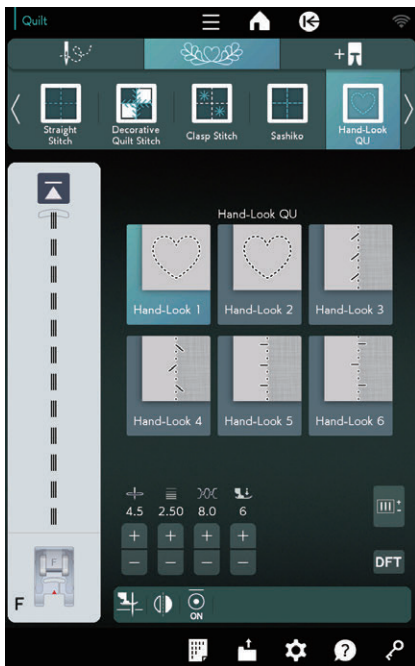 Quilt
Straight
Stitch
Decorative
Quilt Stitch
Clasp Stitch
Sashiko
Hand-Look
QU
Hand-Look QU
Hand-Look 1
Hand-Look 2
Hand-Look 3
Hand-Look 4
Hand-Look 5
Hand-Look 6
4.5 2.50 8.0 6
+ + + +
− − − −
DFT
F
F
ON